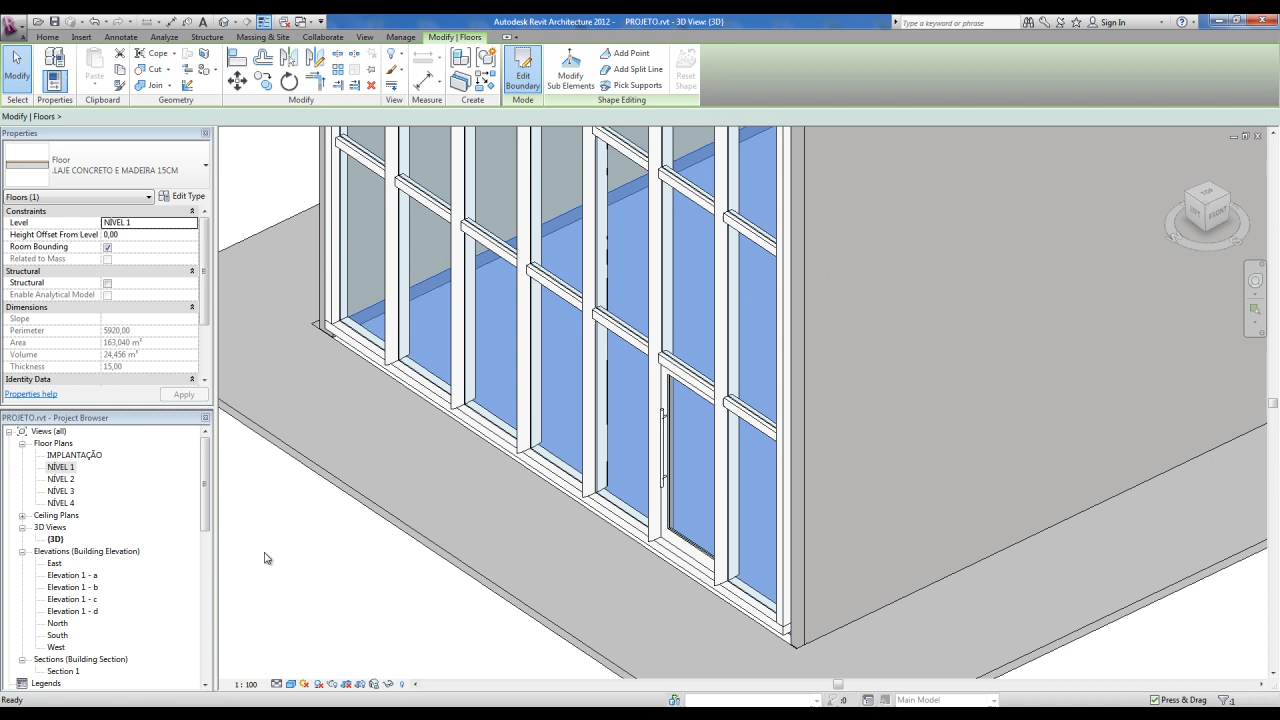 Autodesk Revit Architecture 2012 - PROJETO.rvt - 3D View: {3D}
Type a keyword or phrase
Sign In
Home Insert Annotate Analyze Structure Massing & Site Collaborate View Manage Modify | Floors
Modify
Paste
Cope
Cut
Join
Edit Boundary
Modify Sub Elements
Add Point
Add Split Line
Pick Supports
Reset Shape
Select Properties Clipboard Geometry Modify View Measure Create Mode Shape Editing
Modify | Floors >
Properties
Floor
.LAJE CONCRETO E MADEIRA 15CM
Floors (1) Edit Type
Constraints
Level NÍVEL 1
Height Offset From Level 0,00
Room Bounding
Related to Mass
Structural
Structural
Enable Analytical Model
Dimensions
Slope
Perimeter 5920,00
Area 163,040 m²
Volume 24,456 m³
Thickness 15,00
Identity Data
Properties help Apply
PROJETO.rvt - Project Browser
Views (all)
Floor Plans
IMPLANTAÇÃO
NÍVEL 1
NÍVEL 2
NÍVEL 3
NÍVEL 4
Ceiling Plans
3D Views
{3D}
Elevations (Building Elevation)
East
Elevation 1 - a
Elevation 1 - b
Elevation 1 - c
Elevation 1 - d
North
South
West
Sections (Building Section)
Section 1
Legends
TOP
LEFT
FRONT
1 : 100
Ready
:0
Main Model
Press & Drag
:1